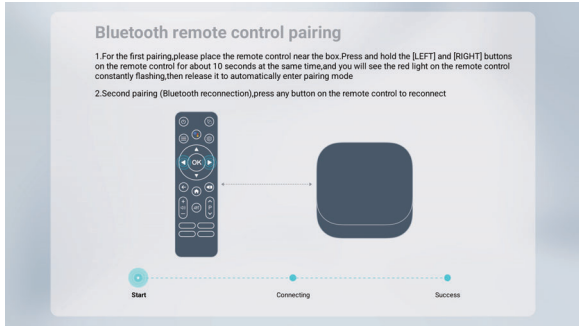 Bluetooth remote control pairing
1.For the first pairing,please place the remote control near the box.Press and hold the [LEFT] and [RIGHT] buttons
on the remote control for about 10 seconds at the same time,and you will see the red light on the remote control
constantly flashing,then release it to automatically enter pairing mode
2.Second pairing (Bluetooth reconnection),press any button on the remote control to reconnect
OK
P
Start
Connecting
Success